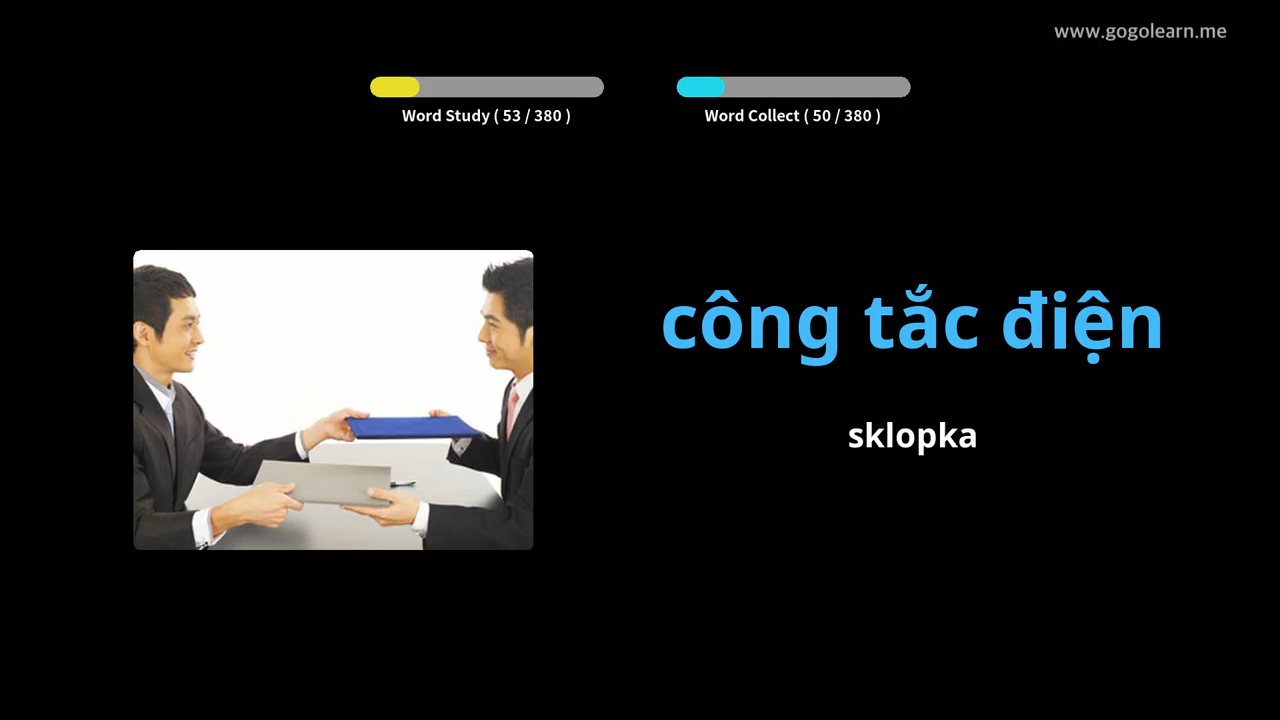 www.gogolearn.me
Word Study ( 53 / 380 )
Word Collect ( 50 / 380 )
công tắc điện
sklopka